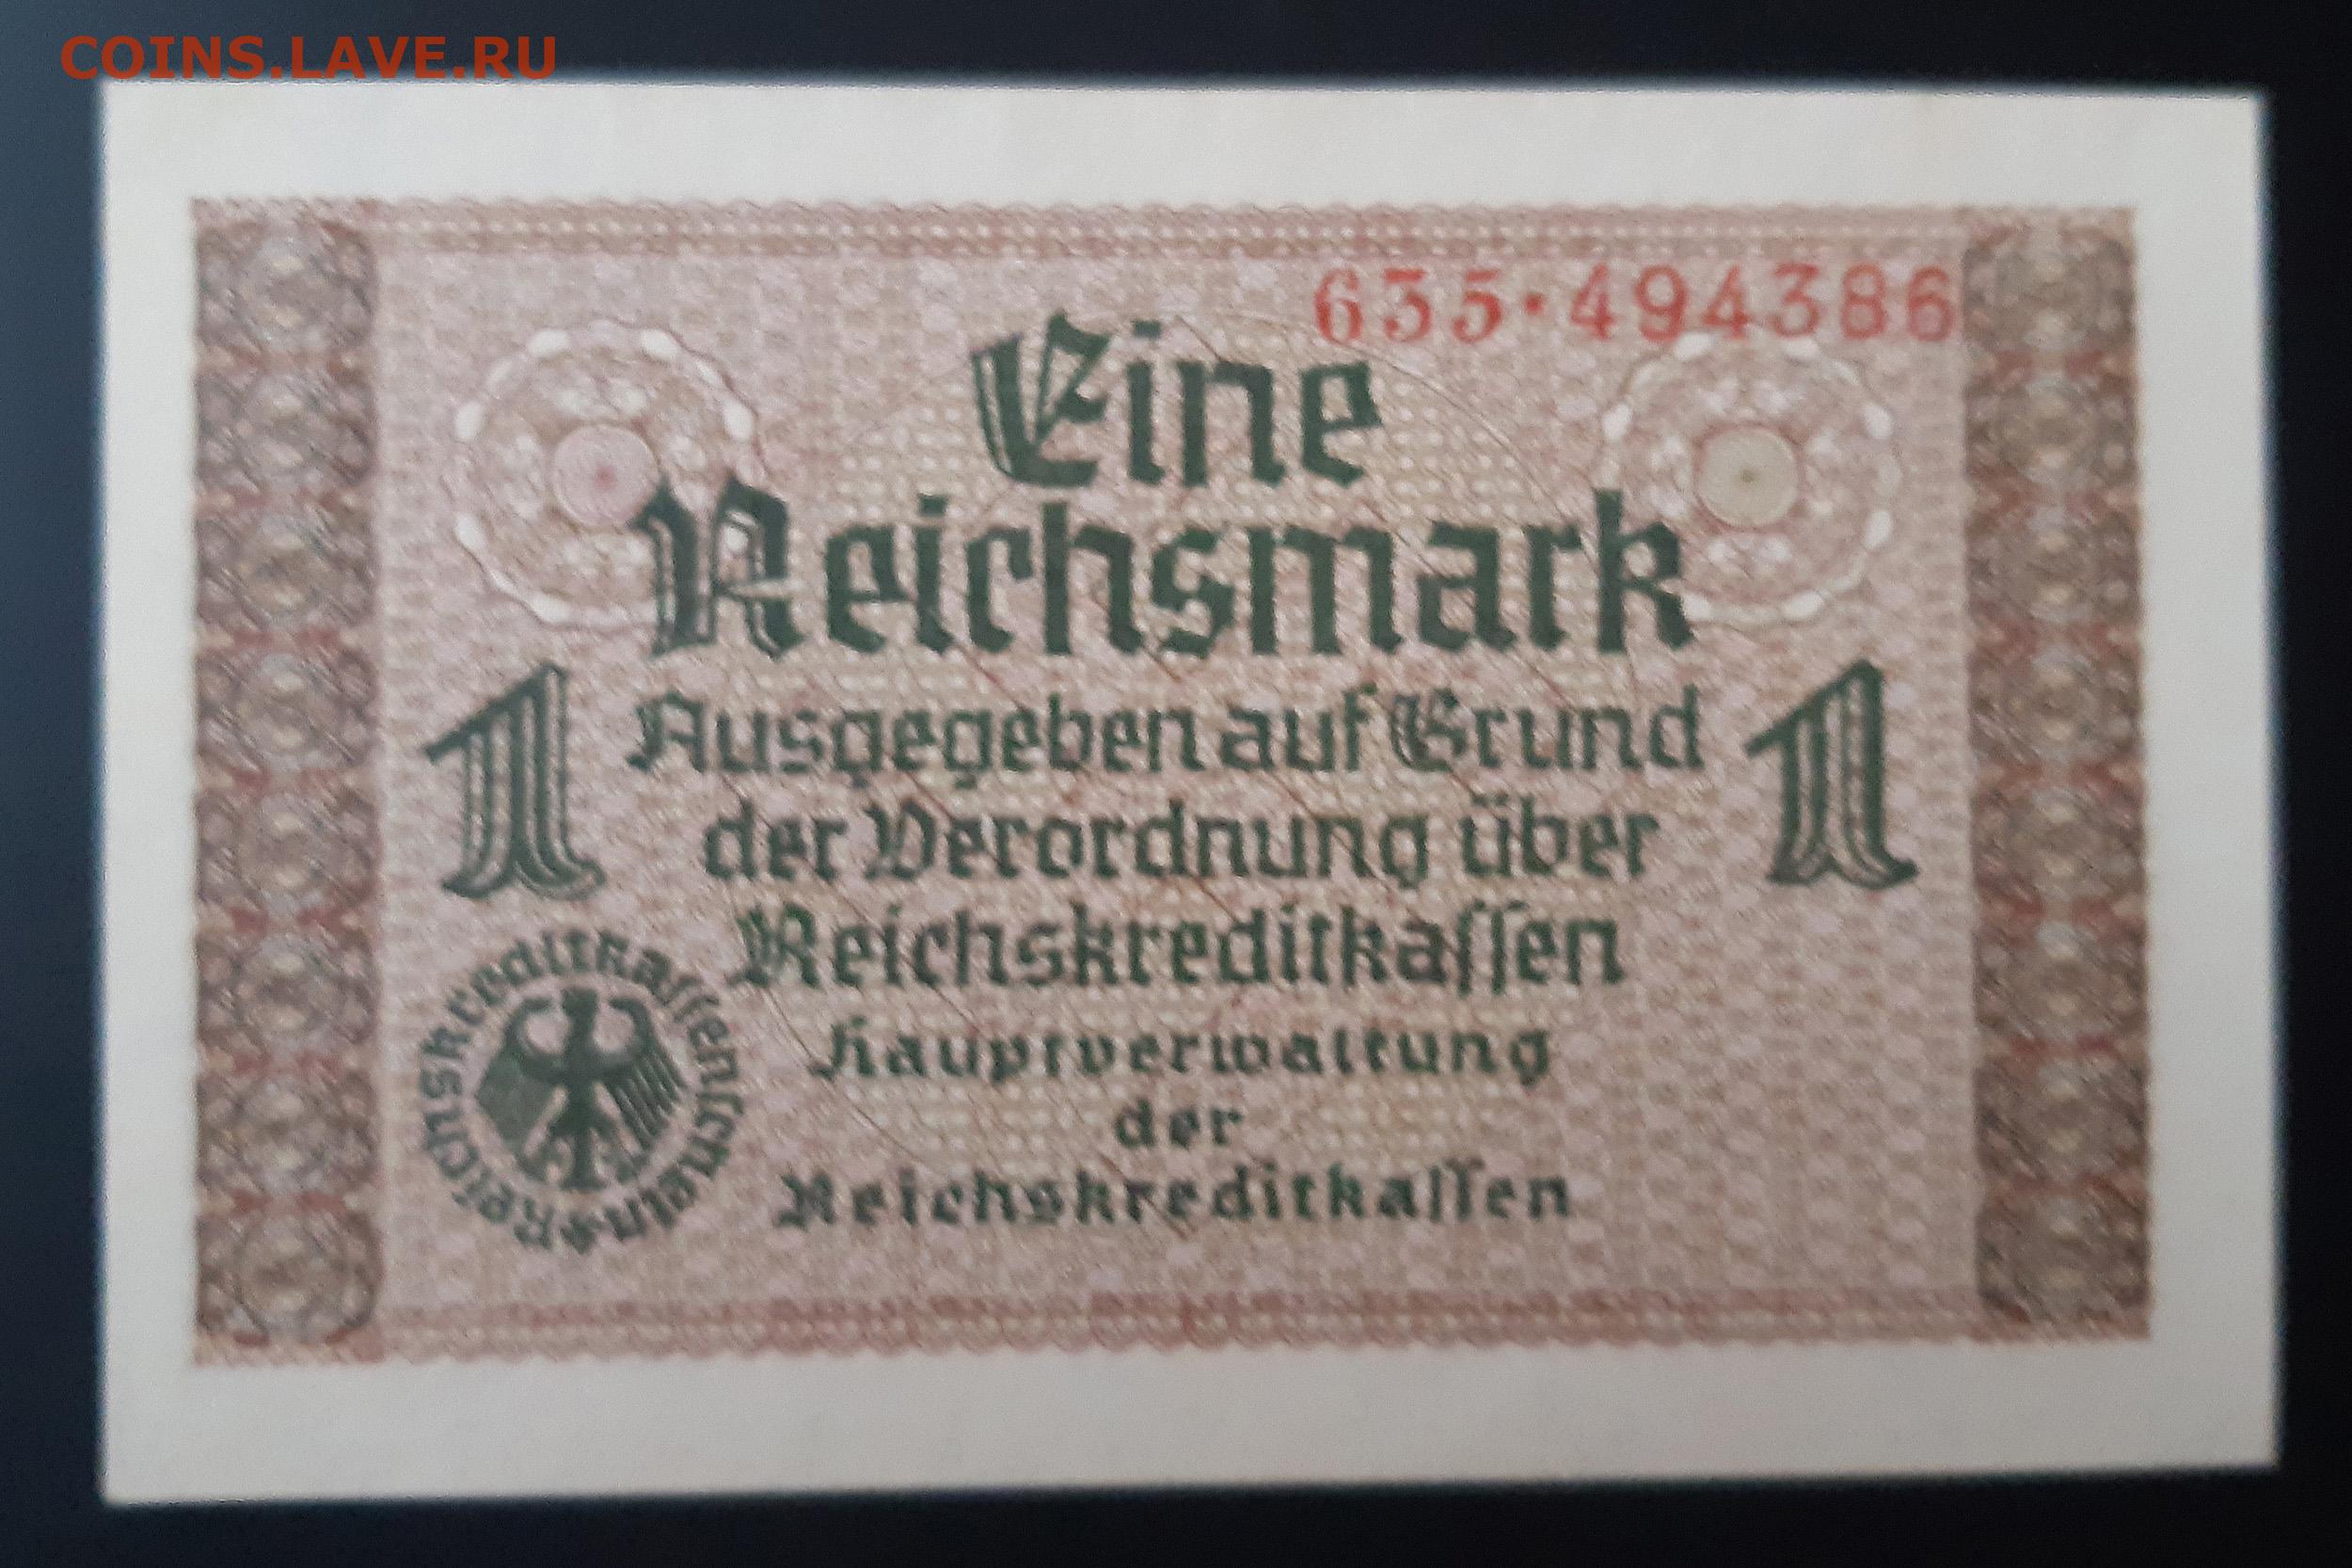 COINS.LAVE.RU
635·494386
Eine
Reichsmark
1 Ausgegeben auf Grund 1
der Verordnung über
Reichskreditkaſſen
Hauptverwaltung
der
Reichskreditkaſſen
Reichskreditkaſſenſchein